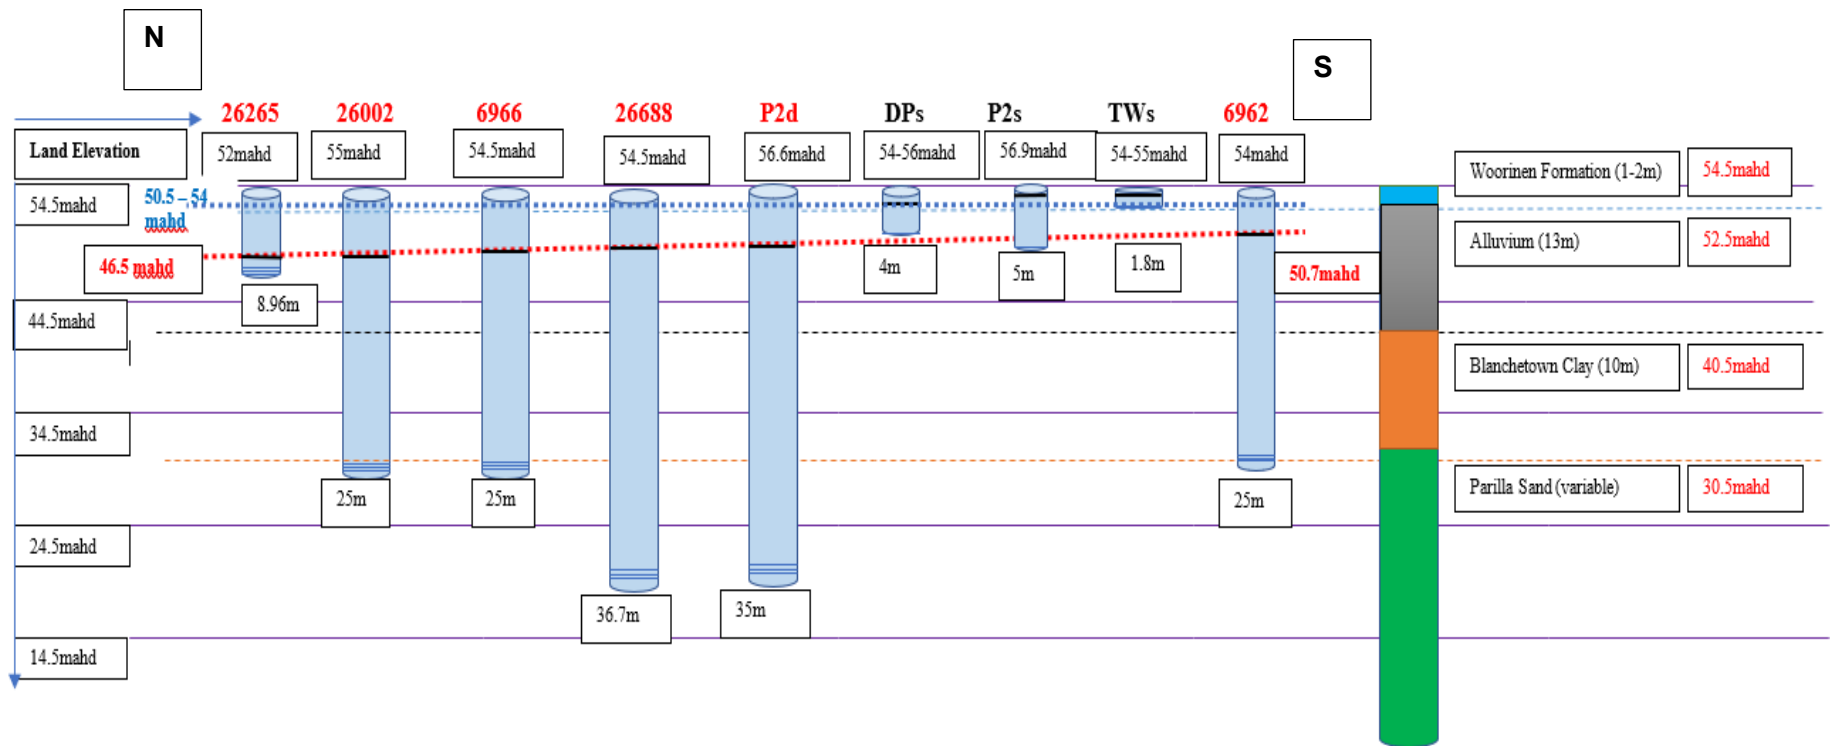 N
S
26265
26002
6966
26688
P2d
DPs
P2s
TWs
6962
Land Elevation
52mahd
55mahd
54.5mahd
54.5mahd
56.6mahd
54-56mahd
56.9mahd
54-55mahd
54mahd
Woorinen Formation (1-2m)
54.5mahd
54.5mahd
50.5 – 54
mahd
Alluvium (13m)
52.5mahd
46.5 mahd
4m
5m
1.8m
50.7mahd
8.96m
44.5mahd
Blanchetown Clay (10m)
40.5mahd
34.5mahd
25m
25m
25m
Parilla Sand (variable)
30.5mahd
24.5mahd
36.7m
35m
14.5mahd